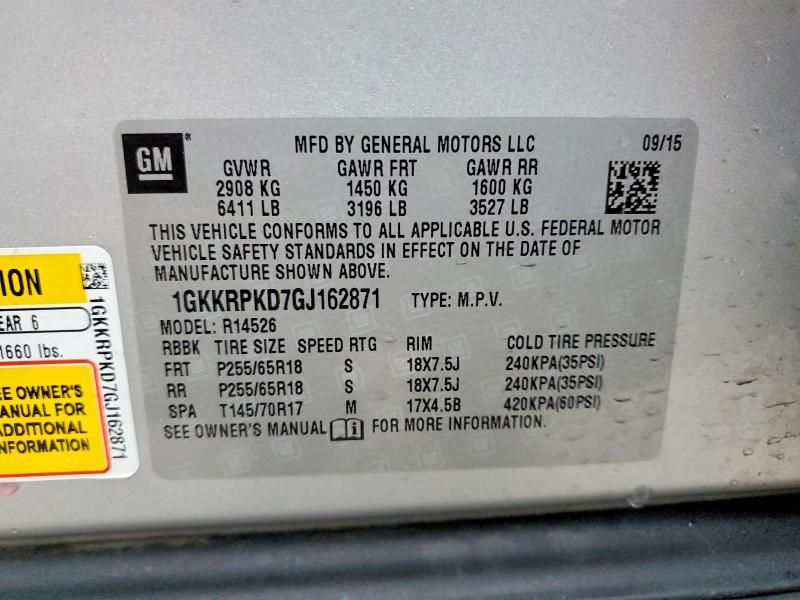 GM
MFD BY GENERAL MOTORS LLC 09/15
GVWR GAWR FRT GAWR RR
2908 KG 1450 KG 1600 KG
6411 LB 3196 LB 3527 LB
THIS VEHICLE CONFORMS TO ALL APPLICABLE U.S. FEDERAL MOTOR
VEHICLE SAFETY STANDARDS IN EFFECT ON THE DATE OF
MANUFACTURE SHOWN ABOVE.
1GKKRPKD7GJ162871 TYPE: M.P.V.
MODEL: R14526
RBBK TIRE SIZE SPEED RTG RIM COLD TIRE PRESSURE
FRT P255/65R18 S 18X7.5J 240KPA(35PSI)
RR P255/65R18 S 18X7.5J 240KPA(35PSI)
SPA T145/70R17 M 17X4.5B 420KPA(60PSI)
SEE OWNER'S MANUAL i FOR MORE INFORMATION.
ION
EAR 6
1660 lbs.
SEE OWNER'S
MANUAL FOR
ADDITIONAL
INFORMATION
1GKKRPKD7GJ162871